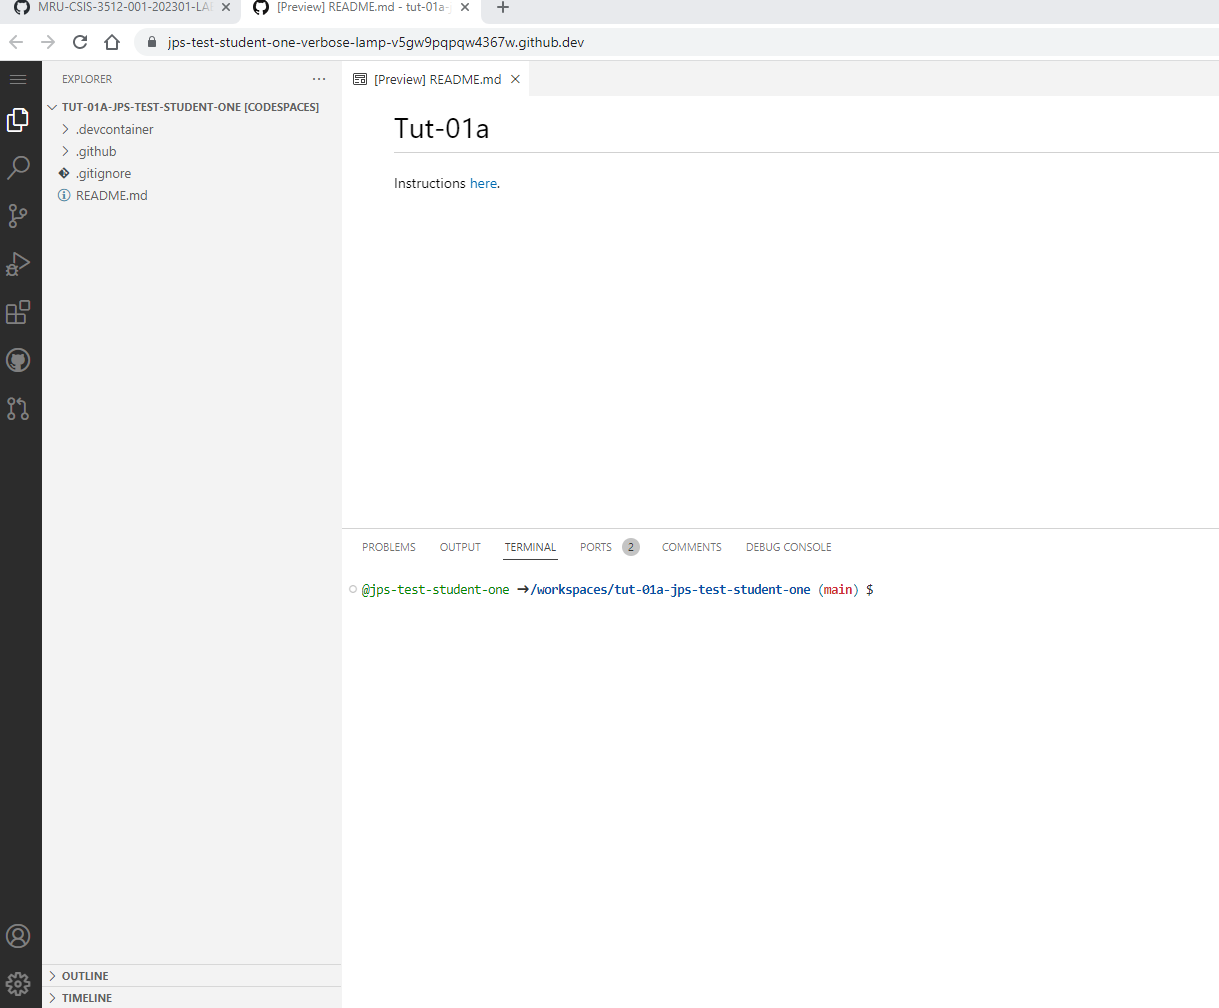 MRU-CSIS-3512-001-202301-LA
[Preview] README.md - tut-01a-
jps-test-student-one-verbose-lamp-v5gw9pqpqw4367w.github.dev
EXPLORER
[Preview] README.md
TUT-01A-JPS-TEST-STUDENT-ONE [CODESPACES]
.devcontainer
.github
.gitignore
README.md
Tut-01a
Instructions here.
PROBLEMS OUTPUT TERMINAL PORTS 2 COMMENTS DEBUG CONSOLE
@jps-test-student-one ➜/workspaces/tut-01a-jps-test-student-one (main) $
OUTLINE
TIMELINE